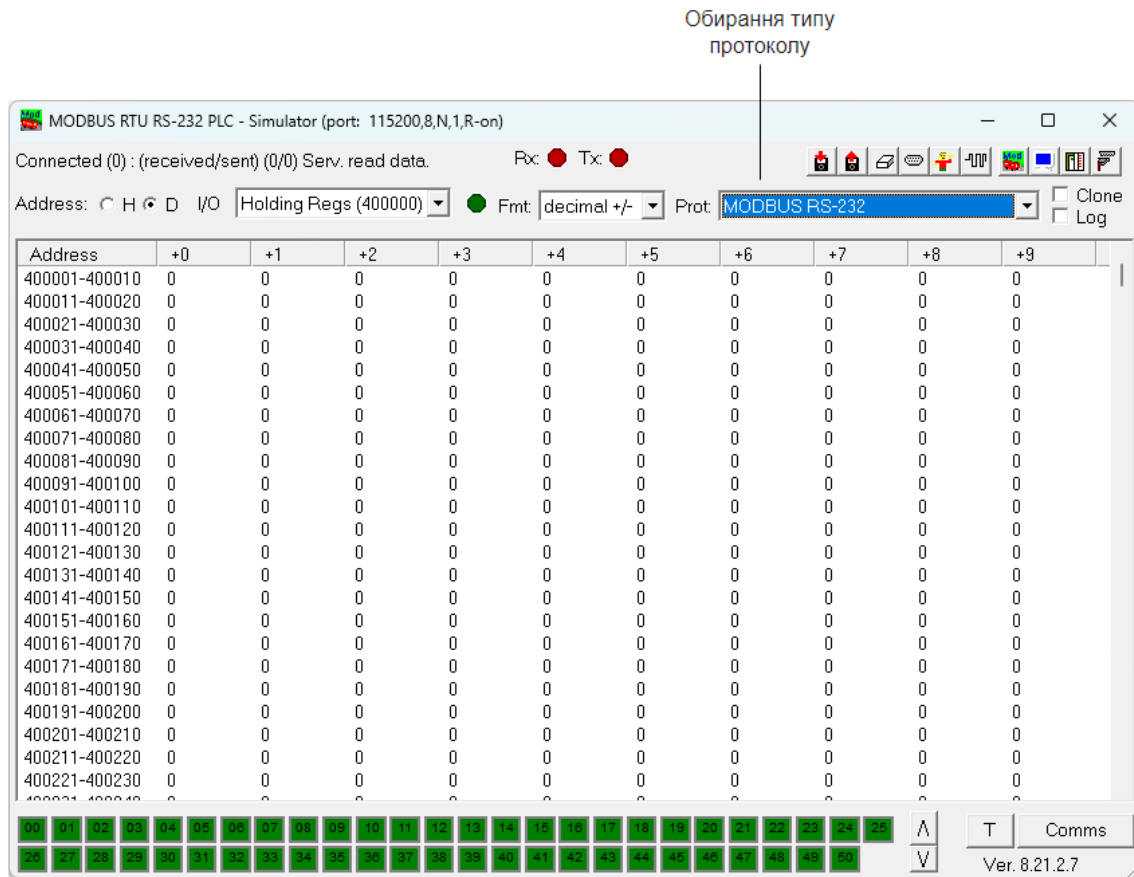 Обирання типу
протоколу
MODBUS RTU RS-232 PLC - Simulator (port: 115200,8,N,1,R-on)
Connected (0) : (received/sent) (0/0) Serv. read data. Rx: Tx:
Address: H D I/O Holding Regs (400000) Fmt: decimal +/- Prot: MODBUS RS-232 Clone
Log
Address +0 +1 +2 +3 +4 +5 +6 +7 +8 +9
400001-400010 0 0 0 0 0 0 0 0 0 0
400011-400020 0 0 0 0 0 0 0 0 0 0
400021-400030 0 0 0 0 0 0 0 0 0 0
400031-400040 0 0 0 0 0 0 0 0 0 0
400041-400050 0 0 0 0 0 0 0 0 0 0
400051-400060 0 0 0 0 0 0 0 0 0 0
400061-400070 0 0 0 0 0 0 0 0 0 0
400071-400080 0 0 0 0 0 0 0 0 0 0
400081-400090 0 0 0 0 0 0 0 0 0 0
400091-400100 0 0 0 0 0 0 0 0 0 0
400101-400110 0 0 0 0 0 0 0 0 0 0
400111-400120 0 0 0 0 0 0 0 0 0 0
400121-400130 0 0 0 0 0 0 0 0 0 0
400131-400140 0 0 0 0 0 0 0 0 0 0
400141-400150 0 0 0 0 0 0 0 0 0 0
400151-400160 0 0 0 0 0 0 0 0 0 0
400161-400170 0 0 0 0 0 0 0 0 0 0
400171-400180 0 0 0 0 0 0 0 0 0 0
400181-400190 0 0 0 0 0 0 0 0 0 0
400191-400200 0 0 0 0 0 0 0 0 0 0
400201-400210 0 0 0 0 0 0 0 0 0 0
400211-400220 0 0 0 0 0 0 0 0 0 0
400221-400230 0 0 0 0 0 0 0 0 0 0
00 01 02 03 04 05 06 07 08 09 10 11 12 13 14 15 16 17 18 19 20 21 22 23 24 25 T Comms
26 27 28 29 30 31 32 33 34 35 36 37 38 39 40 41 42 43 44 45 46 47 48 49 50 Ver. 8.21.2.7